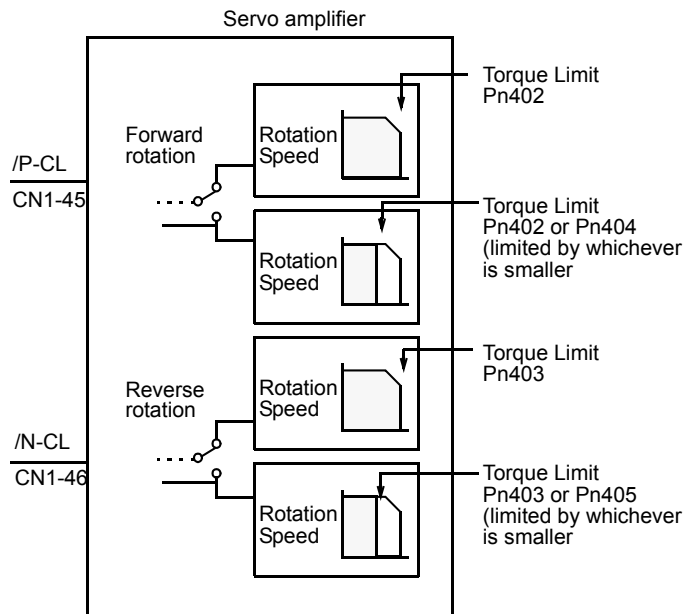 Servo amplifier
Torque Limit
Pn402
Forward
rotation
Rotation
Speed
/P-CL
CN1-45
Torque Limit
Pn402 or Pn404
(limited by whichever
is smaller
Rotation
Speed
Torque Limit
Pn403
Reverse
rotation
Rotation
Speed
/N-CL
CN1-46
Torque Limit
Pn403 or Pn405
(limited by whichever
is smaller
Rotation
Speed